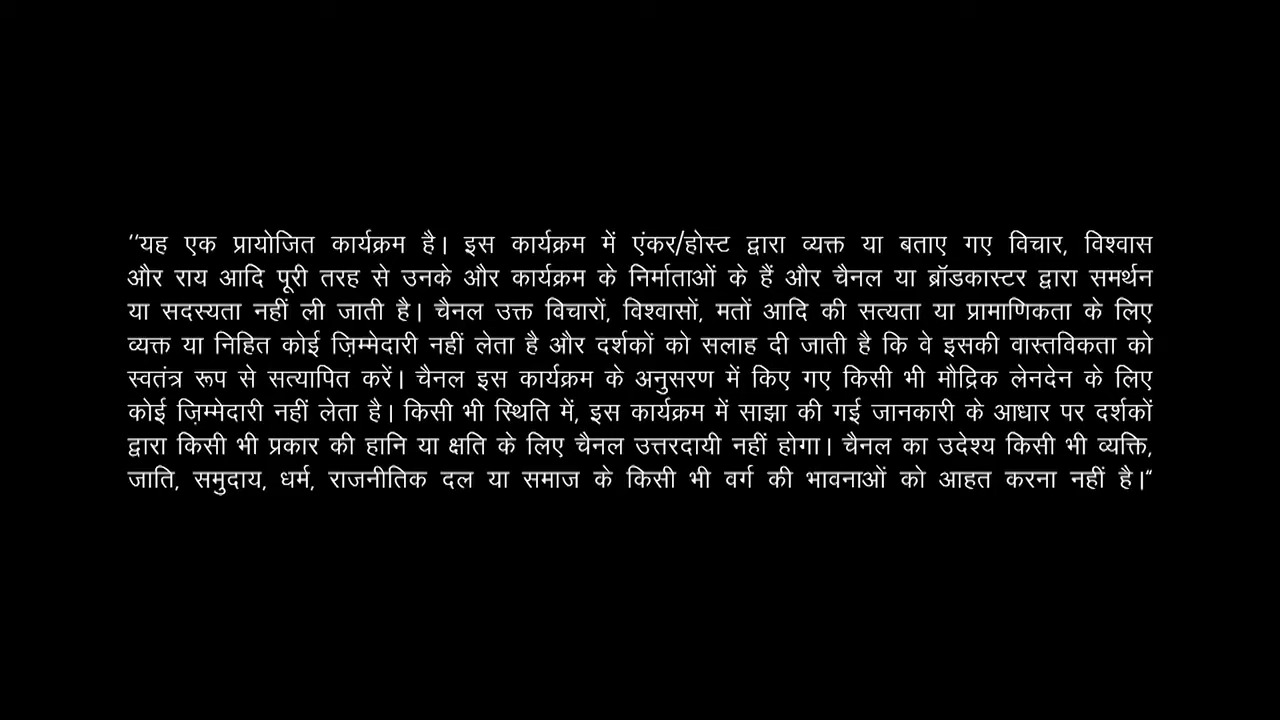 ‘‘यह एक प्रायोजित कार्यक्रम है। इस कार्यक्रम में एंकर/होस्ट द्वारा व्यक्त या बताए गए विचार, विश्वास
और राय आदि पूरी तरह से उनके और कार्यक्रम के निर्माताओं के हैं और चैनल या ब्रॉडकास्टर द्वारा समर्थन
या सदस्यता नहीं ली जाती है। चैनल उक्त विचारों, विश्वासों, मतों आदि की सत्यता या प्रामाणिकता के लिए
व्यक्त या निहित कोई ज़िम्मेदारी नहीं लेता है और दर्शकों को सलाह दी जाती है कि वे इसकी वास्तविकता को
स्वतंत्र रूप से सत्यापित करें। चैनल इस कार्यक्रम के अनुसरण में किए गए किसी भी मौद्रिक लेनदेन के लिए
कोई ज़िम्मेदारी नहीं लेता है। किसी भी स्थिति में, इस कार्यक्रम में साझा की गई जानकारी के आधार पर दर्शकों
द्वारा किसी भी प्रकार की हानि या क्षति के लिए चैनल उत्तरदायी नहीं होगा। चैनल का उदेश्य किसी भी व्यक्ति,
जाति, समुदाय, धर्म, राजनीतिक दल या समाज के किसी भी वर्ग की भावनाओं को आहत करना नहीं है।“